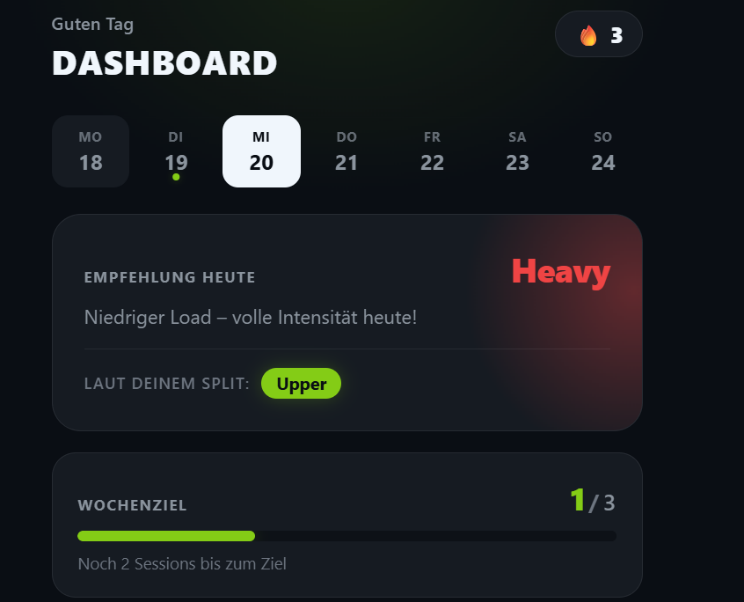 Guten Tag
DASHBOARD
🔥 3
MO DI MI DO FR SA SO
18 19 20 21 22 23 24
Heavy
EMPFEHLUNG HEUTE
Niedriger Load – volle Intensität heute!
LAUT DEINEM SPLIT: Upper
WOCHENZIEL 1/ 3
Noch 2 Sessions bis zum Ziel